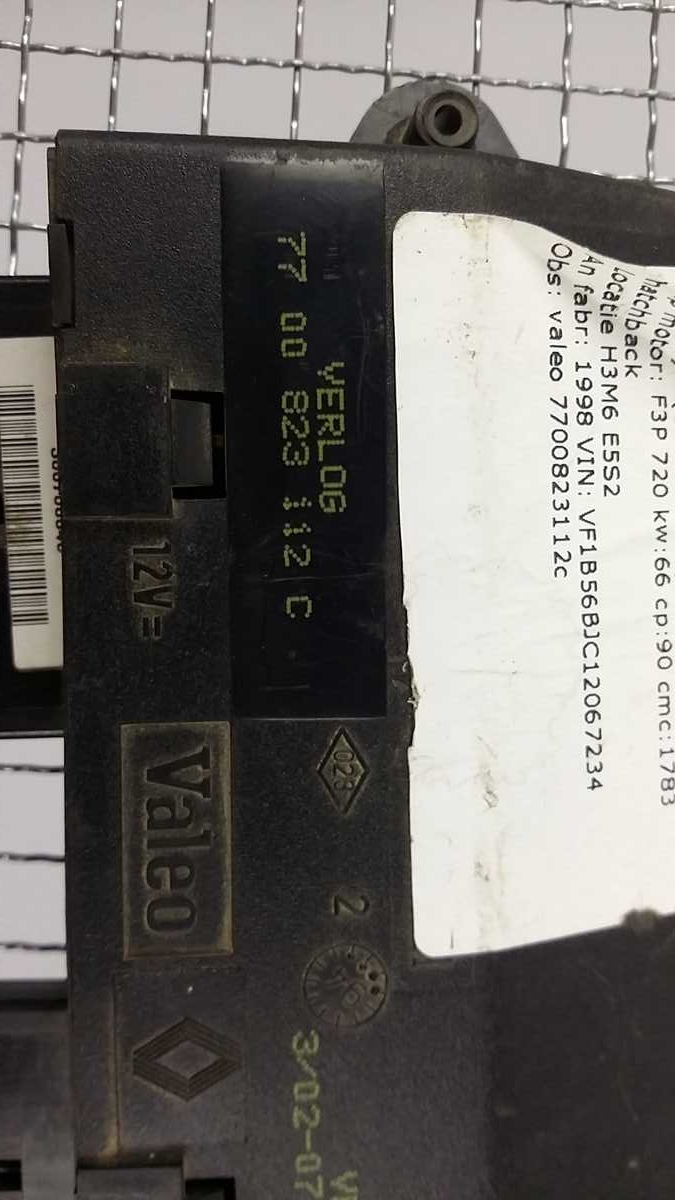 VERLOG
77 00 823 112 C
12V =
Valeo
028
2
3/02-07
motor: F3P 720 kw:66 cp:90 cmc:1783
hatchback
Locatie H3M6 E5S2
An fabr: 1998 VIN: VF1B56BJC12067234
Obs: valeo 7700823112c